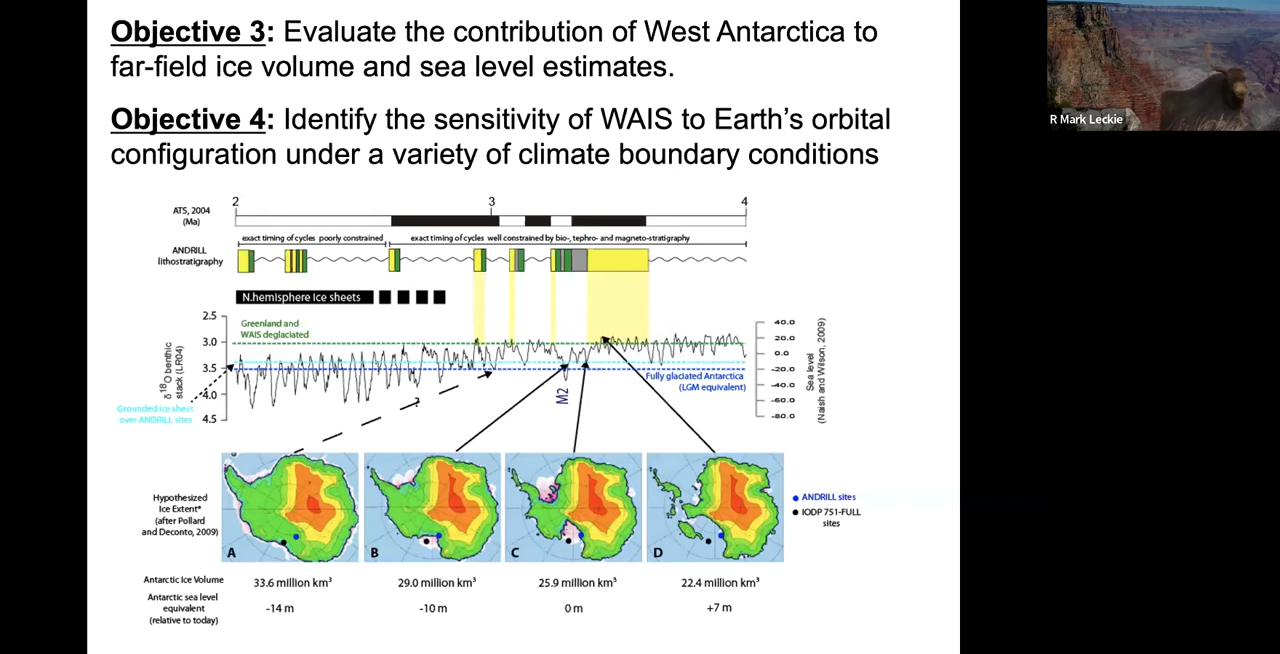 Objective 3: Evaluate the contribution of West Antarctica to
far-field ice volume and sea level estimates.
Objective 4: Identify the sensitivity of WAIS to Earth's orbital
configuration under a variety of climate boundary conditions
R Mark Leckie
2
3
4
ATS, 2004
(Ma)
exact timing of cycles poorly constrained
exact timing of cycles well constrained by bio-, tephro- and magneto-stratigraphy
ANDRILL
lithostratigraphy
N.hemisphere Ice sheets
2.5
3.0
3.5
4.0
4.5
δ18O benthic
stack (LR04)
Greenland and
WAIS deglaciated
Fully glaciated Antarctica
(LGM equivalent)
Grounded Ice sheet
over ANDRILL sites
?
M2
40.0
20.0
0.0
-20.0
-40.0
-60.0
-80.0
Sea level
(Naish and Wilson, 2009)
Hypothesized
Ice Extent*
(after Pollard
and Deconto, 2009)
A
B
C
D
ANDRILL sites
IODP 751-FULL
sites
Antarctic Ice Volume
33.6 million km³
29.0 million km³
25.9 million km³
22.4 million km³
Antarctic sea level
equivalent
(relative to today)
-14 m
-10 m
0 m
+7 m